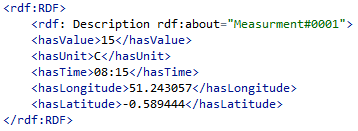 <rdf:RDF>
<rdf: Description rdf:about="Measurment#0001">
<hasValue>15</hasValue>
<hasUnit>C</hasUnit>
<hasTime>08:15</hasTime>
<hasLongitude>51.243057</hasLongitude>
<hasLatitude>-0.589444</hasLatitude>
</rdf:RDF>